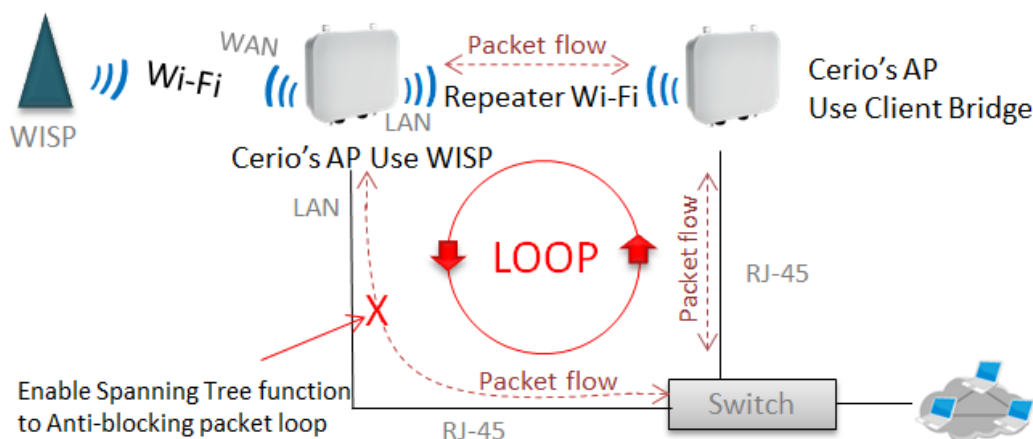 WISP
Wi-Fi
WAN
LAN
Packet flow
Repeater Wi-Fi
Cerio's AP
Use Client Bridge
Cerio's AP Use WISP
LAN
LOOP
Packet flow
RJ-45
X
Enable Spanning Tree function
to Anti-blocking packet loop
Packet flow
RJ-45
Switch